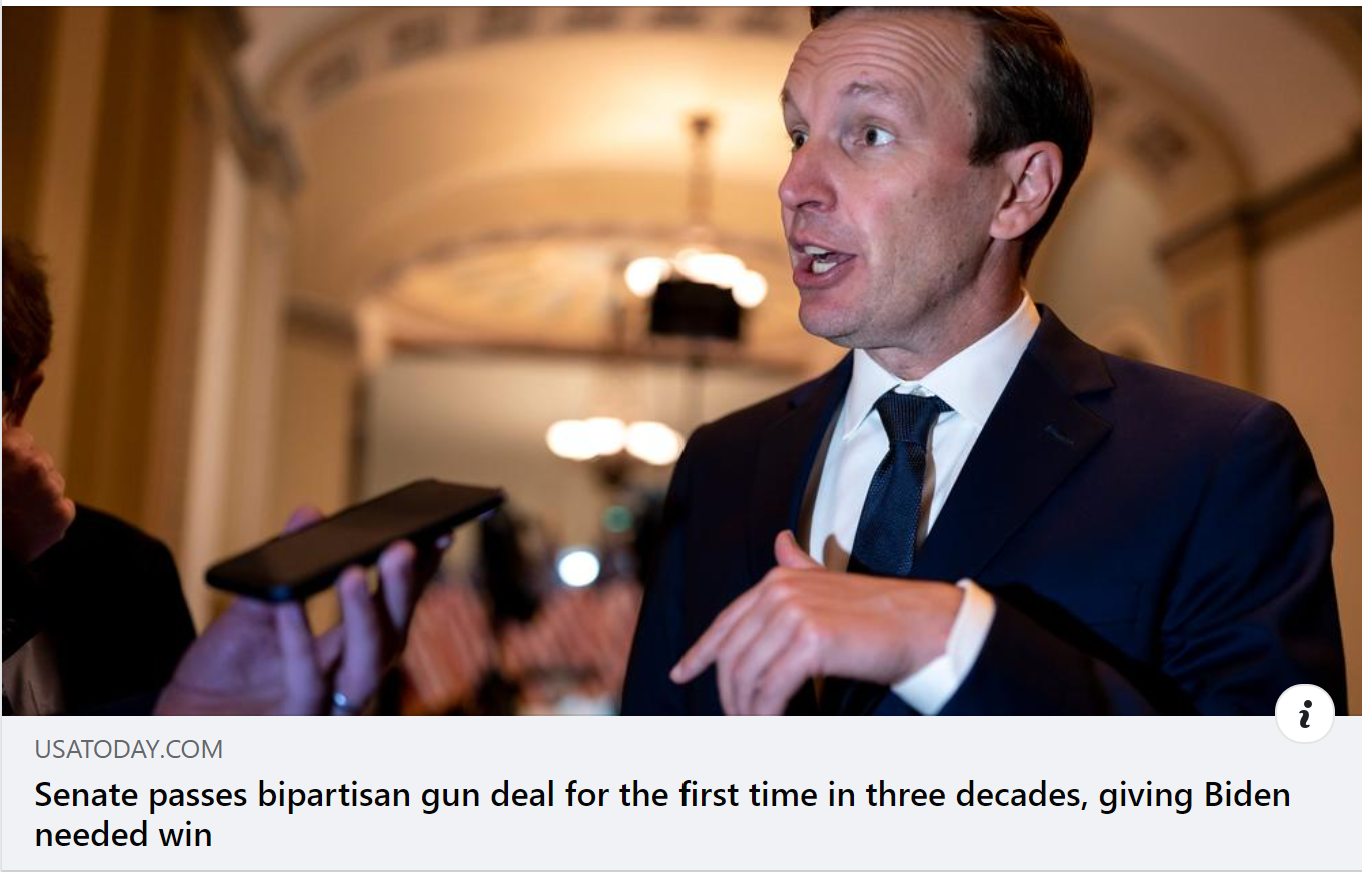 USATODAY.COM
Senate passes bipartisan gun deal for the first time in three decades, giving Biden
needed win